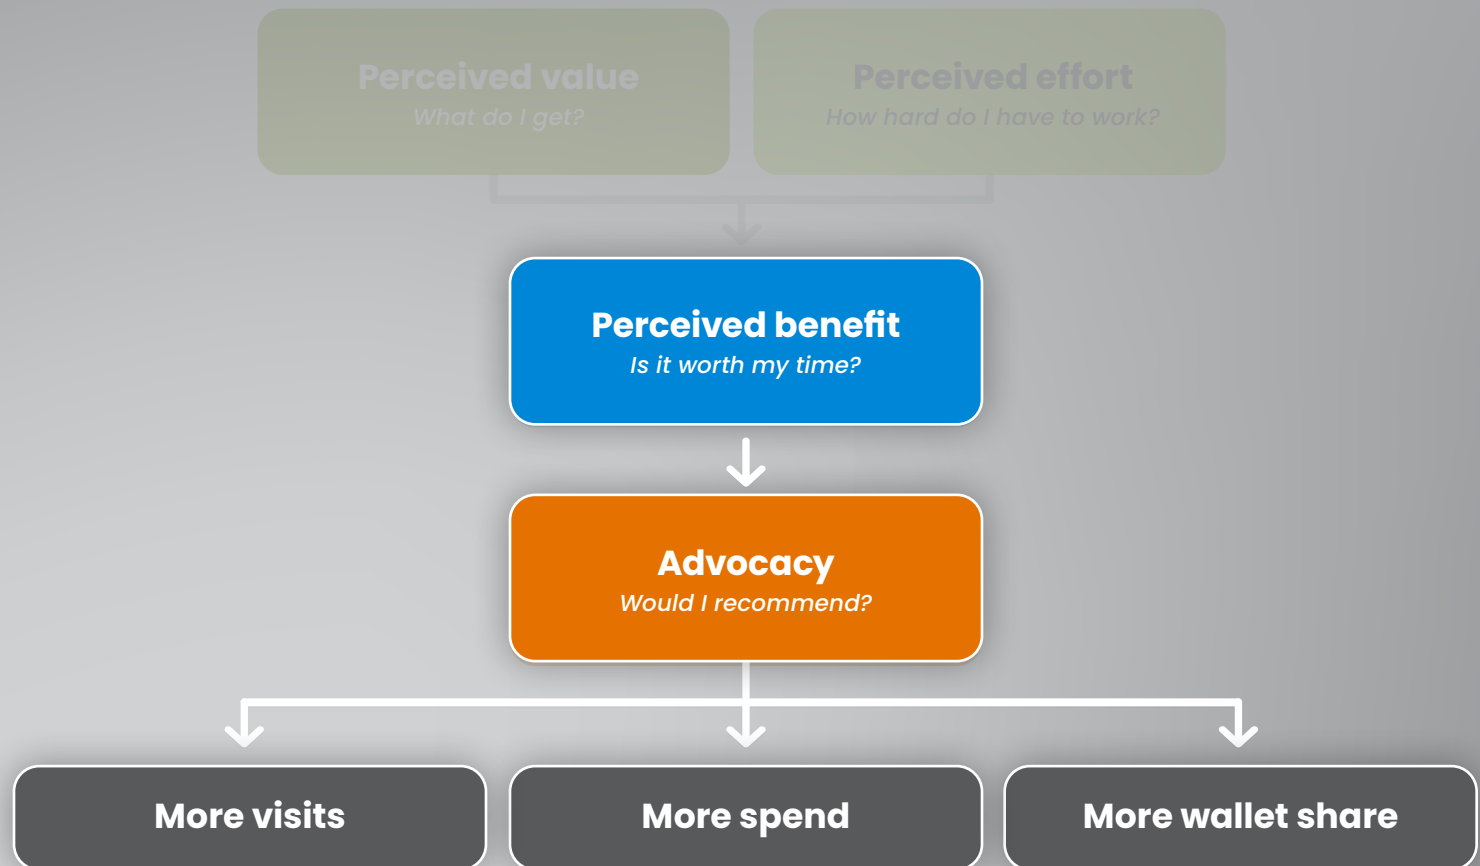 Perceived value
What do I get?
Perceived effort
How hard do I have to work?
Perceived benefit
Is it worth my time?
Advocacy
Would I recommend?
More visits
More spend
More wallet share